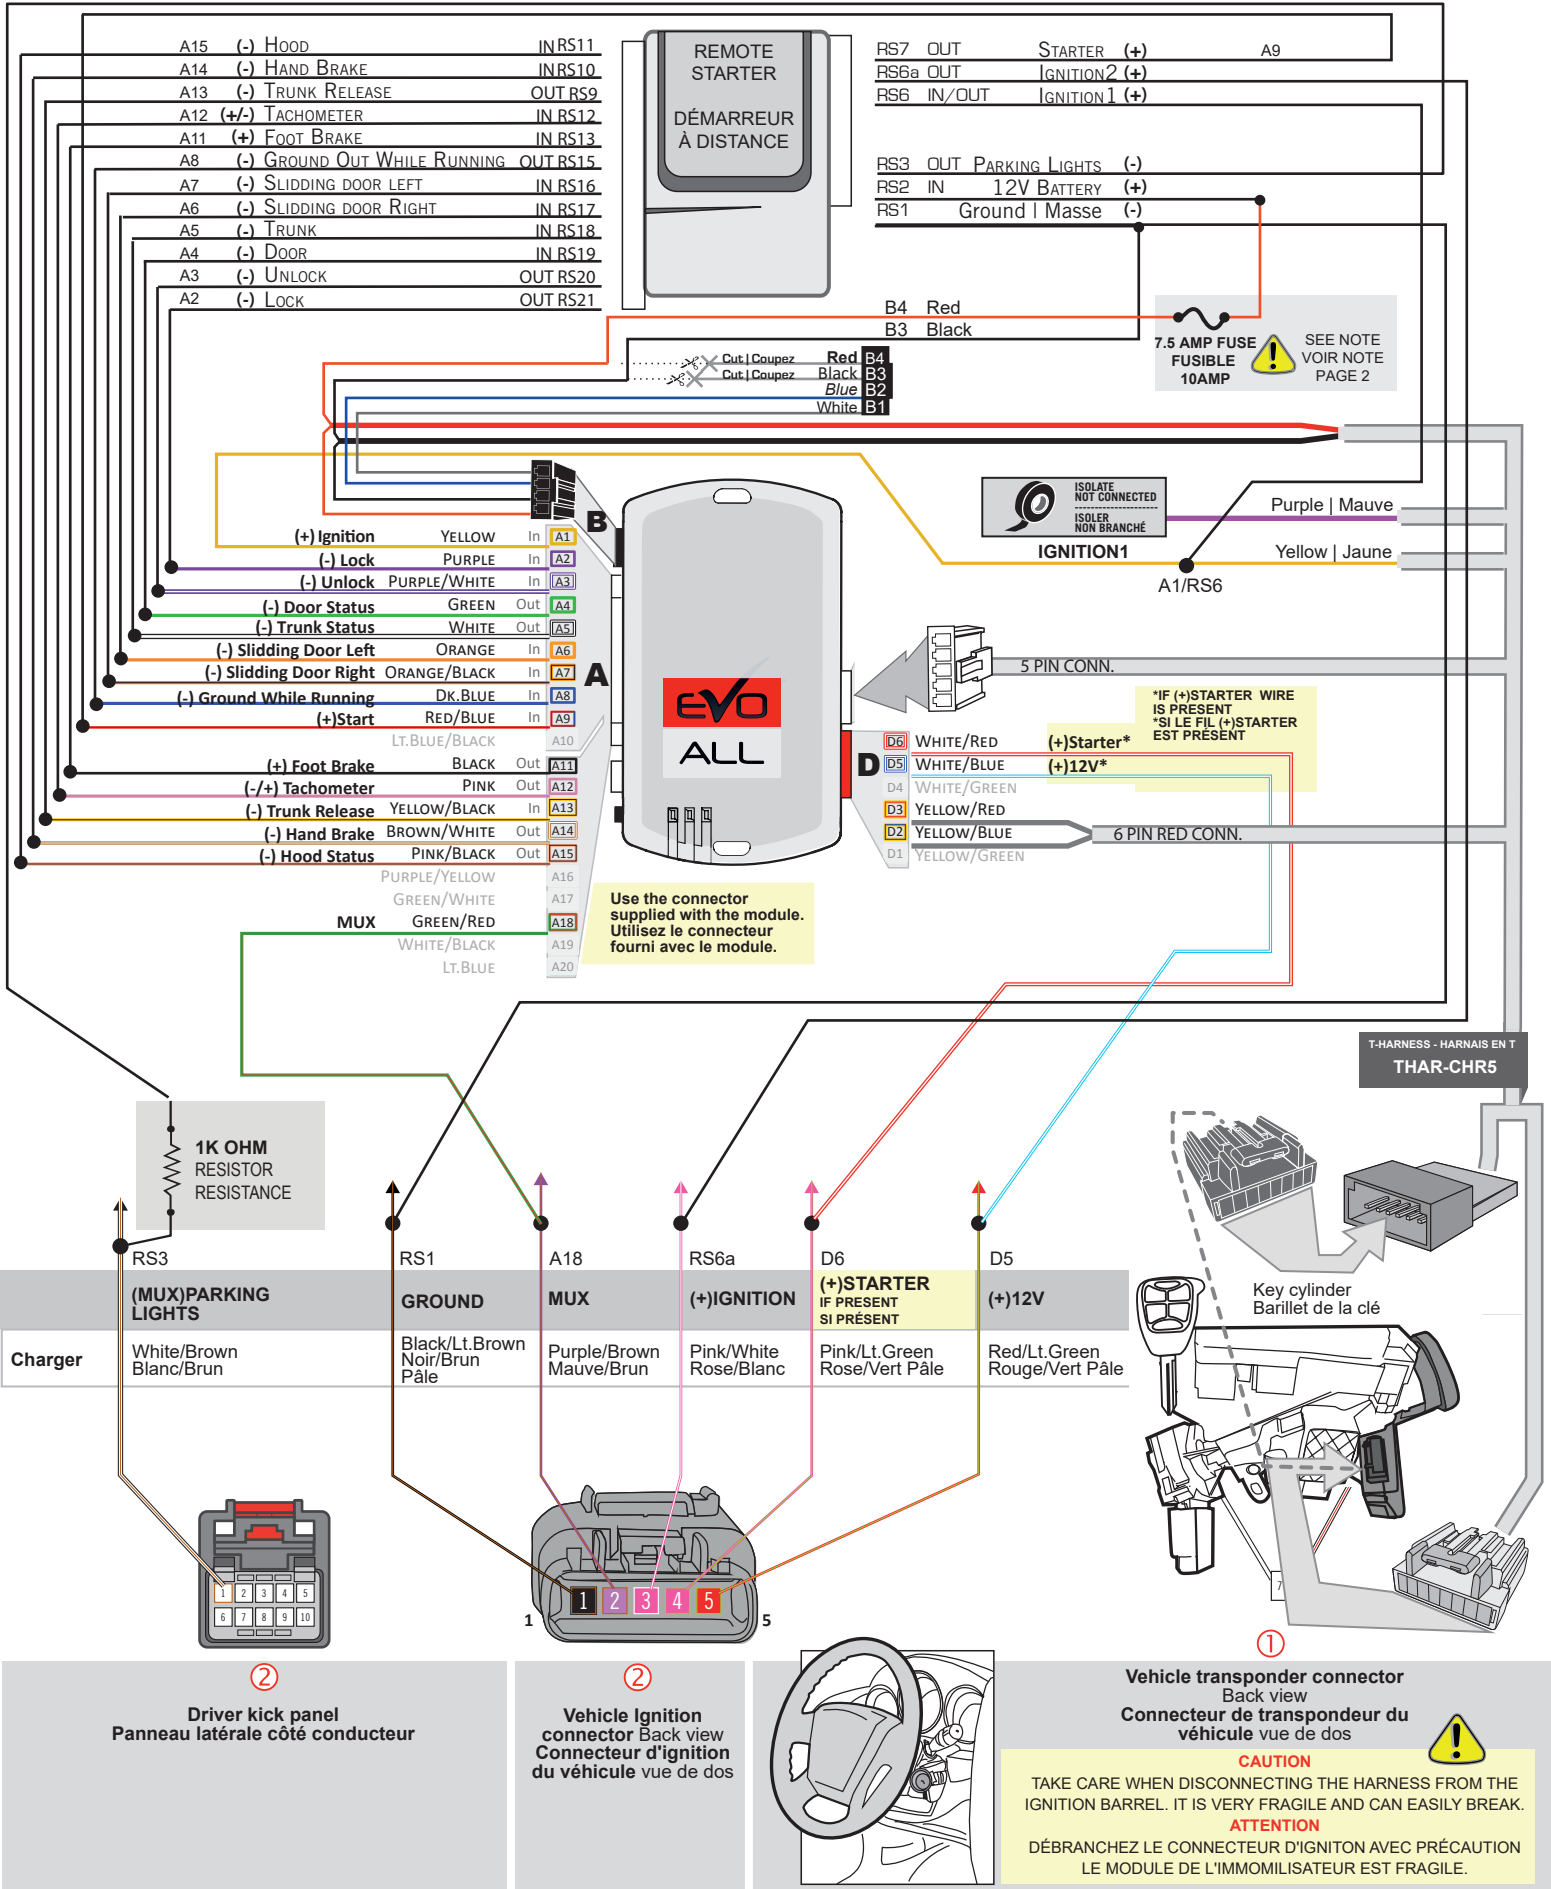 A15 (-) HOOD IN RS11
A14 (-) HAND BRAKE IN RS10
A13 (-) TRUNK RELEASE OUT RS9
A12 (+/-) TACHOMETER IN RS12
A11 (+) FOOT BRAKE IN RS13
A8 (-) GROUND OUT WHILE RUNNING OUT RS15
A7 (-) SLIDDING DOOR LEFT IN RS16
A6 (-) SLIDDING DOOR RIGHT IN RS17
A5 (-) TRUNK IN RS18
A4 (-) DOOR IN RS19
A3 (-) UNLOCK OUT RS20
A2 (-) LOCK OUT RS21
REMOTE
STARTER
DÉMARREUR
À DISTANCE
RS7 OUT STARTER (+) A9
RS6a OUT IGNITION2 (+)
RS6 IN/OUT IGNITION1 (+)
RS3 OUT PARKING LIGHTS (-)
RS2 IN 12V BATTERY (+)
RS1 Ground | Masse (-)
B4 Red
B3 Black
7.5 AMP FUSE
FUSIBLE
10AMP
SEE NOTE
VOIR NOTE
PAGE 2
Cut | Coupez Red B4
Cut | Coupez Black B3
Blue B2
White B1
ISOLATE
NOT CONNECTED
ISOLER
NON BRANCHÉ
Purple | Mauve
IGNITION1
Yellow | Jaune
A1/RS6
B
A
(+) Ignition YELLOW In A1
(-) Lock PURPLE In A2
(-) Unlock PURPLE/WHITE In A3
(-) Door Status GREEN Out A4
(-) Trunk Status WHITE Out A5
(-) Slidding Door Left ORANGE In A6
(-) Slidding Door Right ORANGE/BLACK In A7
(-) Ground While Running DK.BLUE In A8
(+)Start RED/BLUE In A9
LT.BLUE/BLACK A10
(+) Foot Brake BLACK Out A11
(-/+) Tachometer PINK Out A12
(-) Trunk Release YELLOW/BLACK In A13
(-) Hand Brake BROWN/WHITE Out A14
(-) Hood Status PINK/BLACK Out A15
PURPLE/YELLOW A16
GREEN/WHITE A17
MUX GREEN/RED A18
WHITE/BLACK A19
LT.BLUE A20
EVO
ALL
5 PIN CONN.
*IF (+)STARTER WIRE
IS PRESENT
*SI LE FIL (+)STARTER
EST PRÉSENT
D
D6 WHITE/RED (+)Starter*
D5 WHITE/BLUE (+)12V*
D4 WHITE/GREEN
D3 YELLOW/RED
D2 YELLOW/BLUE
D1 YELLOW/GREEN
6 PIN RED CONN.
Use the connector
supplied with the module.
Utilisez le connecteur
fourni avec le module.
T-HARNESS - HARNAIS EN T
THAR-CHR5
1K OHM
RESISTOR
RESISTANCE
RS3 RS1 A18 RS6a D6 D5
(MUX)PARKING
LIGHTS
GROUND
MUX
(+)IGNITION
(+)STARTER
IF PRESENT
SI PRÉSENT
(+)12V
Charger
White/Brown
Blanc/Brun
Black/Lt.Brown
Noir/Brun
Pâle
Purple/Brown
Mauve/Brun
Pink/White
Rose/Blanc
Pink/Lt.Green
Rose/Vert Pâle
Red/Lt.Green
Rouge/Vert Pâle
Key cylinder
Barillet de la clé
1 2 3 4 5
6 7 8 9 10
1 2 3 4 5
1 5
7
②
Driver kick panel
Panneau latérale côté conducteur
②
Vehicle Ignition
connector Back view
Connecteur d'ignition
du véhicule vue de dos
①
Vehicle transponder connector
Back view
Connecteur de transpondeur du
véhicule vue de dos
CAUTION
TAKE CARE WHEN DISCONNECTING THE HARNESS FROM THE
IGNITION BARREL. IT IS VERY FRAGILE AND CAN EASILY BREAK.
ATTENTION
DÉBRANCHEZ LE CONNECTEUR D'IGNITON AVEC PRÉCAUTION
LE MODULE DE L'IMMOMILISATEUR EST FRAGILE.